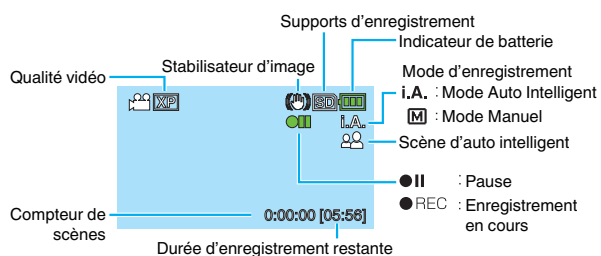 Supports d'enregistrement
Indicateur de batterie
Stabilisateur d'image
Qualité vidéo
Mode d'enregistrement
i.A. : Mode Auto Intelligent
M : Mode Manuel
XP
SD
i.A.
Scène d'auto intelligent
●II : Pause
●REC : Enregistrement
en cours
Compteur de
scènes
0:00:00 [05:56]
Durée d'enregistrement restante